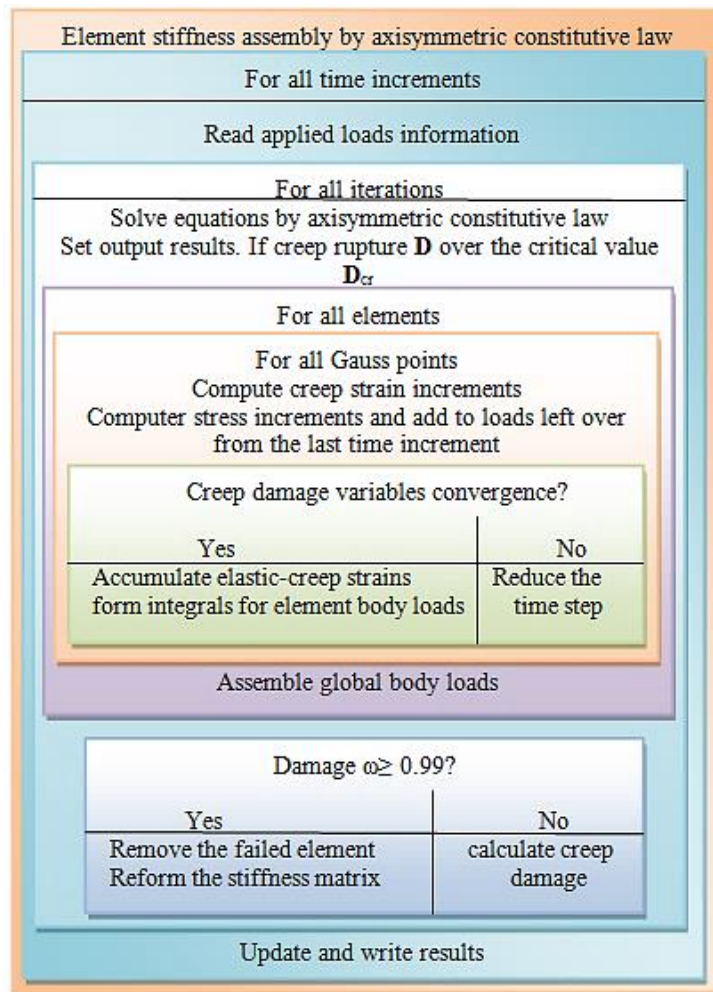 Element stiffness assembly by axisymmetric constitutive law
For all time increments
Read applied loads information
For all iterations
Solve equations by axisymmetric constitutive law
Set output results. If creep rupture D over the critical value
Dcr
For all elements
For all Gauss points
Compute creep strain increments
Computer stress increments and add to loads left over
from the last time increment
Creep damage variables convergence?
Yes
No
Accumulate elastic-creep strains
form integrals for element body loads
Reduce the
time step
Assemble global body loads
Damage ω≥ 0.99?
Yes
No
Remove the failed element
Reform the stiffness matrix
calculate creep
damage
Update and write results